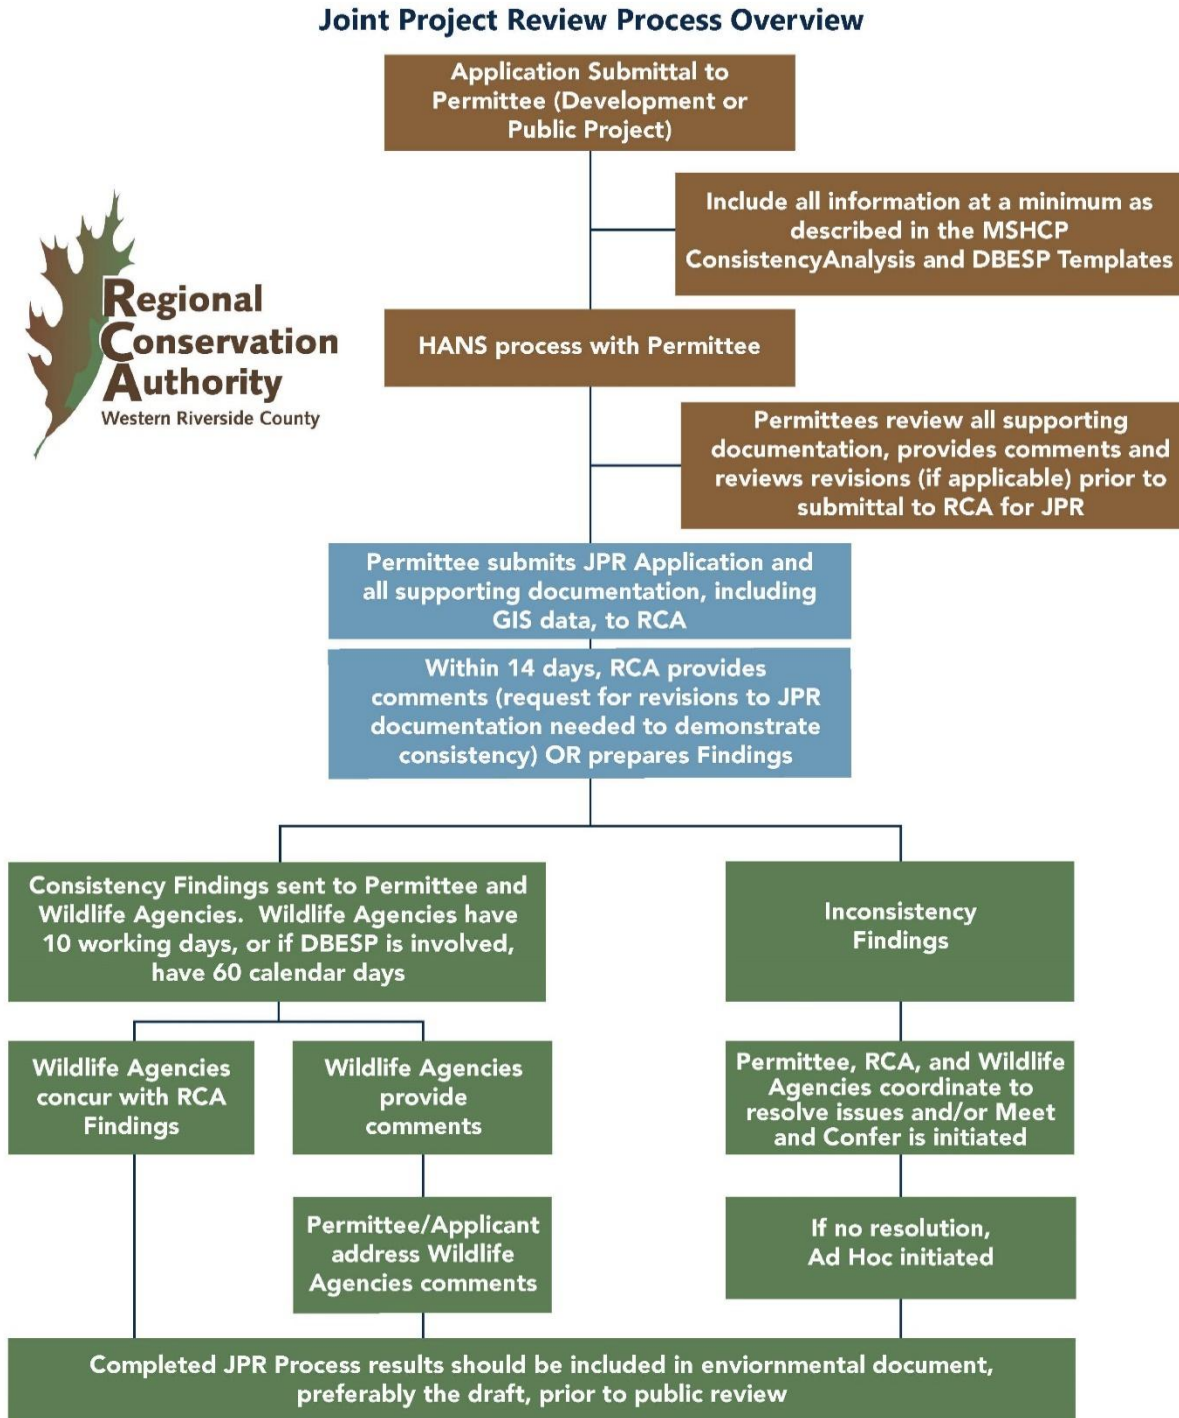 Joint Project Review Process Overview
Application Submittal to
Permittee (Development or
Public Project)
Include all information at a minimum as
described in the MSHCP
ConsistencyAnalysis and DBESP Templates
Regional
Conservation
Authority
Western Riverside County
HANS process with Permittee
Permittees review all supporting
documentation, provides comments and
reviews revisions (if applicable) prior to
submittal to RCA for JPR
Permittee submits JPR Application and
all supporting documentation, including
GIS data, to RCA
Within 14 days, RCA provides
comments (request for revisions to JPR
documentation needed to demonstrate
consistency) OR prepares Findings
Consistency Findings sent to Permittee and
Wildlife Agencies. Wildlife Agencies have
10 working days, or if DBESP is involved,
have 60 calendar days
Inconsistency
Findings
Wildlife Agencies
concur with RCA
Findings
Wildlife Agencies
provide
comments
Permittee, RCA, and Wildlife
Agencies coordinate to
resolve issues and/or Meet
and Confer is initiated
Permittee/Applicant
address Wildlife
Agencies comments
If no resolution,
Ad Hoc initiated
Completed JPR Process results should be included in enviornmental document,
preferably the draft, prior to public review